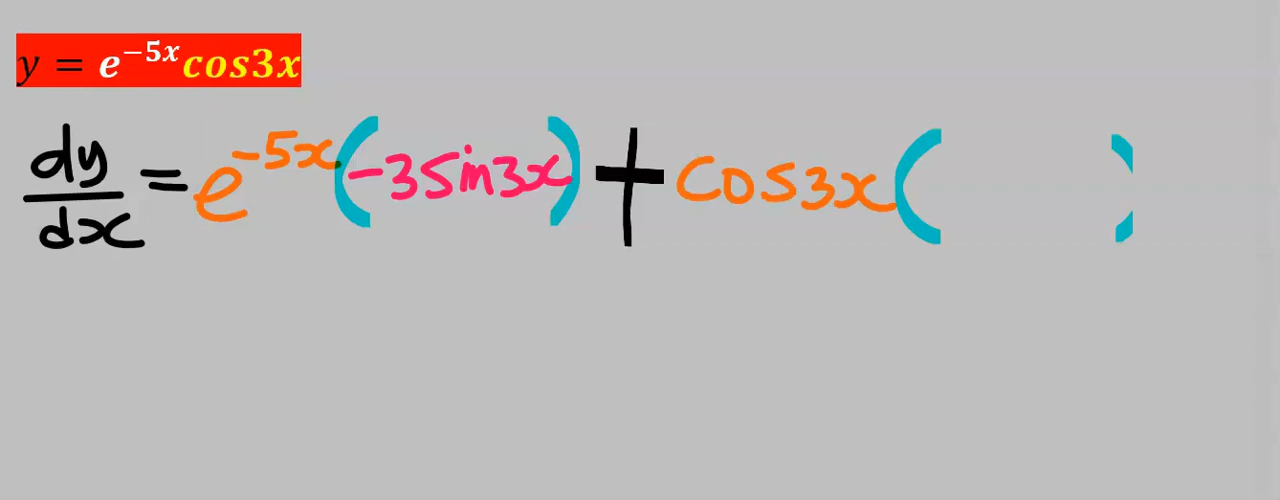 y = e^{-5x}cos3x
dy/dx = e^{-5x}(-3sin3x) + cos3x( )